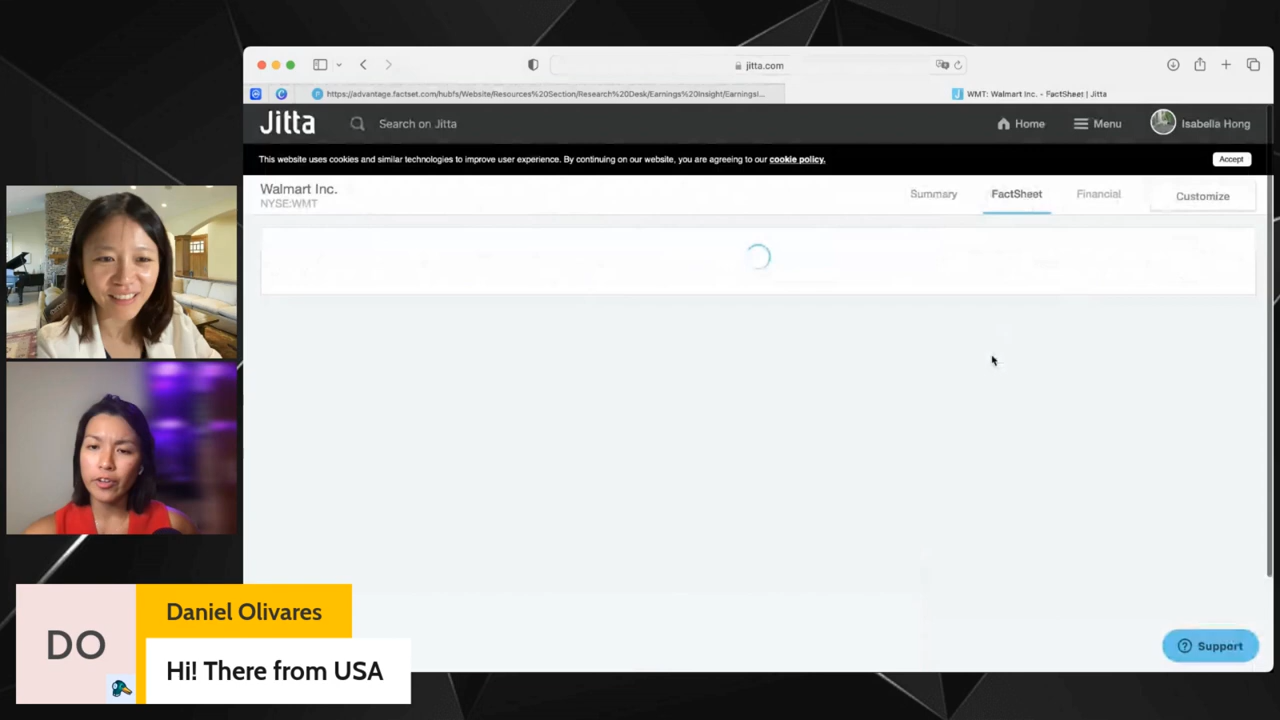 jitta.com
https://advantage.factset.com/hubfs/Website/Resources%20Section/Research%20Desk/Earnings%20Insight/EarningsI...
WMT: Walmart Inc. - FactSheet | Jitta
Jitta
Search on Jitta
Home
Menu
Isabella Hong
This website uses cookies and similar technologies to improve user experience. By continuing on our website, you are agreeing to our cookie policy.
Accept
Walmart Inc.
NYSE:WMT
Summary
FactSheet
Financial
Customize
Support
DO
Daniel Olivares
Hi! There from USA